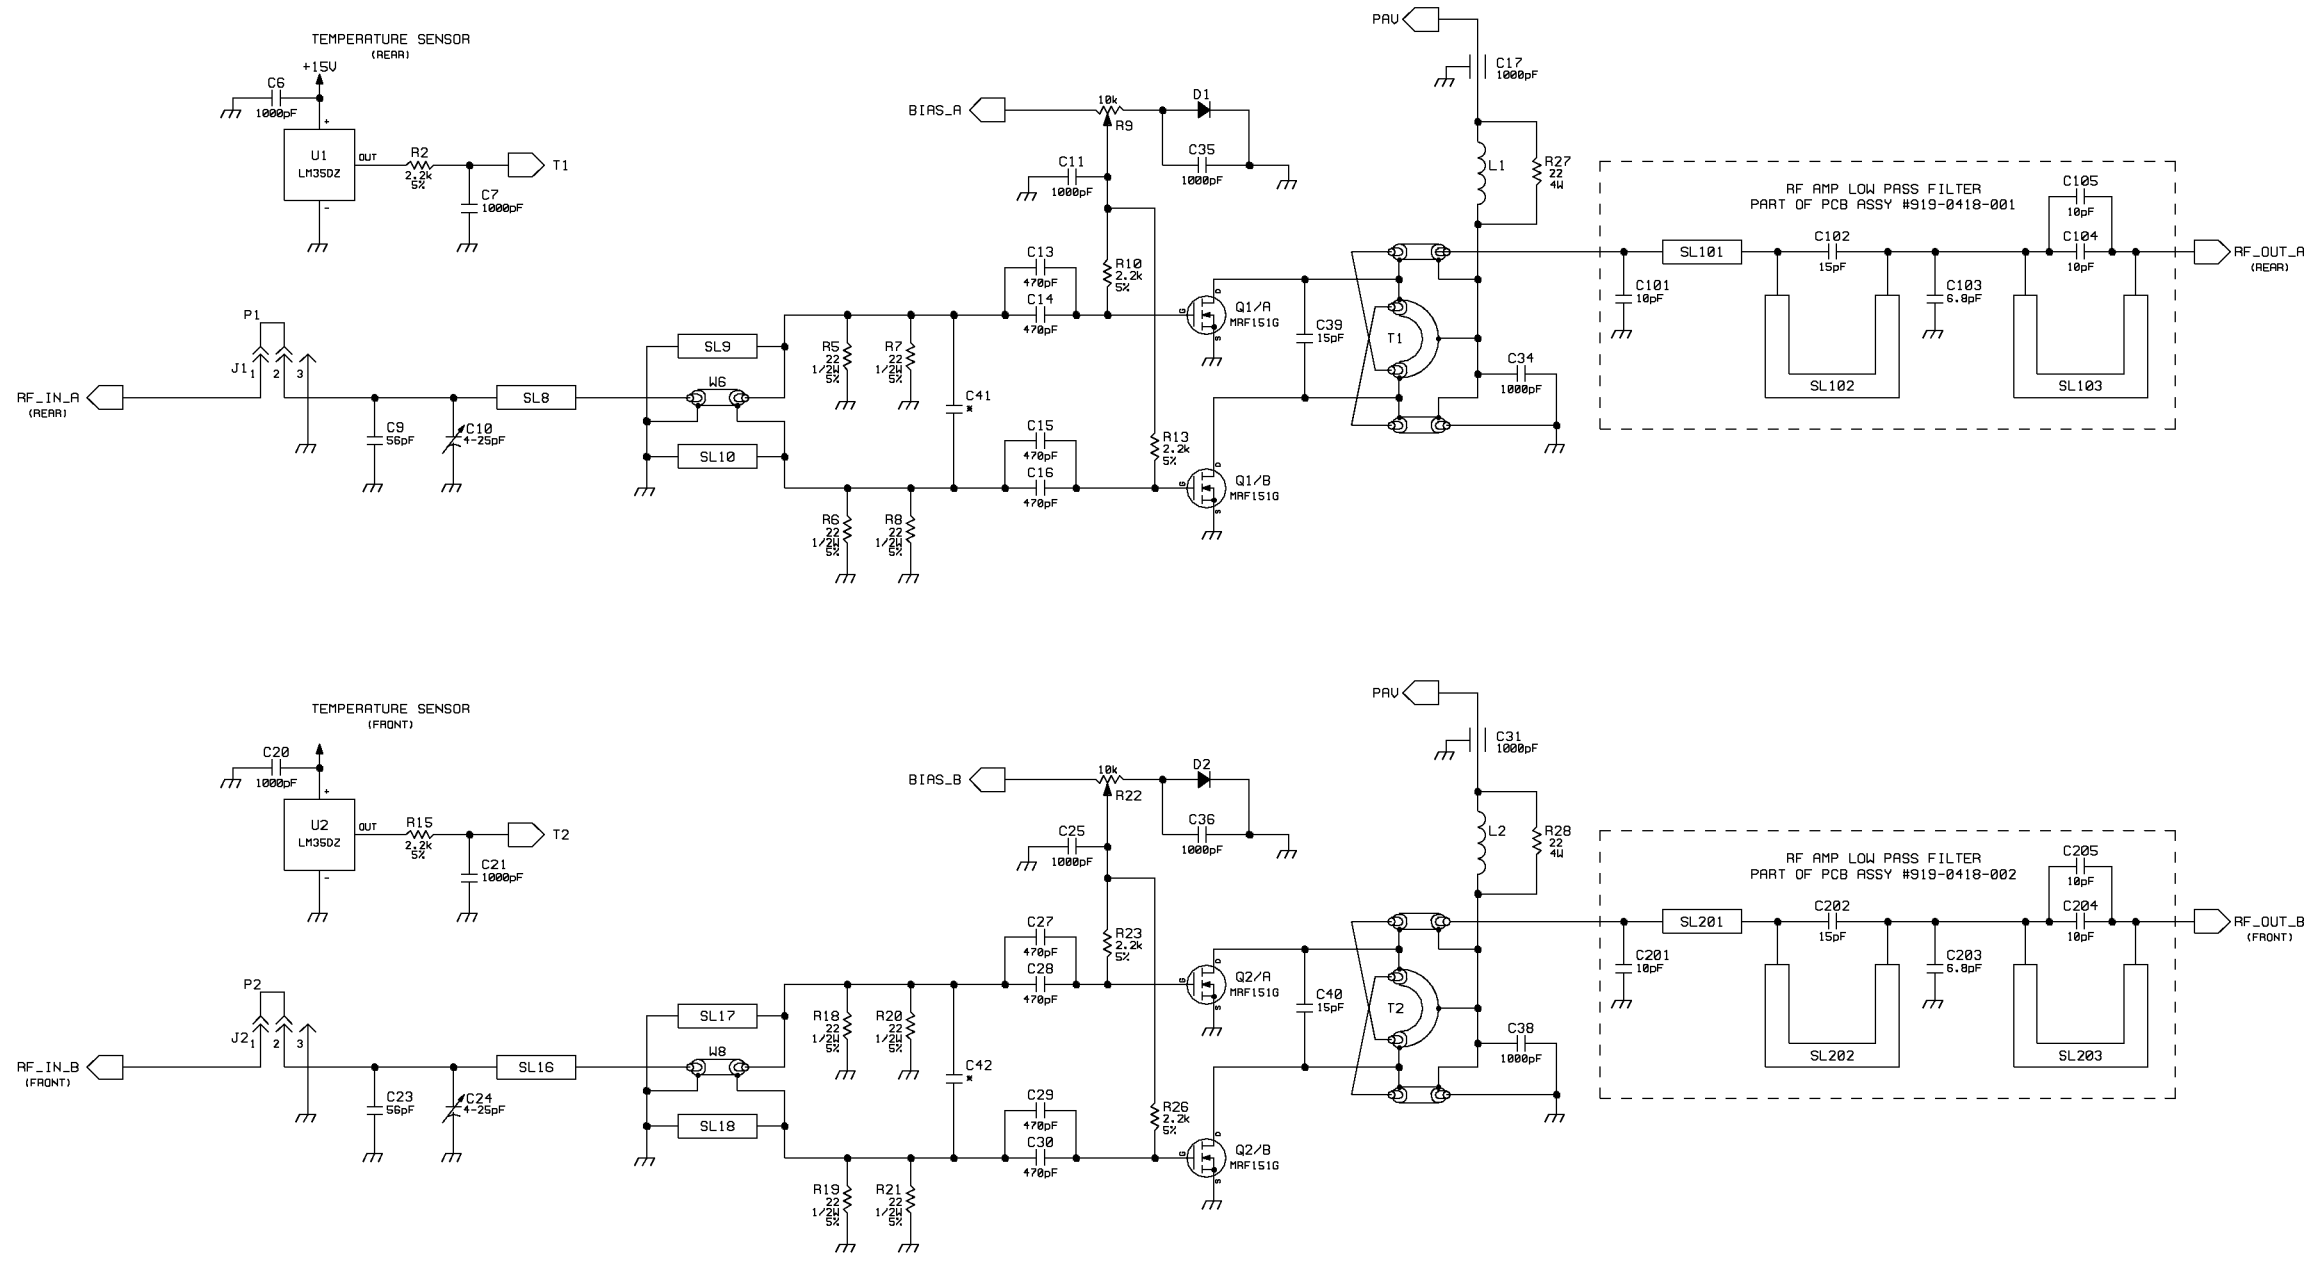 PAV
TEMPERATURE SENSOR
(REAR)
+15V
C6
1000pF
+
U1
LM35DZ
OUT
-
R2
2.2k
5%
T1
C7
1000pF
BIAS_A
10k
R9
D1
C35
1000pF
C11
1000pF
C17
1000pF
L1
R27
22
4W
RF AMP LOW PASS FILTER
PART OF PCB ASSY #919-0418-001
C105
10pF
C104
10pF
SL101
C102
15pF
RF_OUT_A
(REAR)
C101
10pF
C103
6.8pF
SL102
SL103
P1
J1
1
2
3
RF_IN_A
(REAR)
C9
56pF
C10
4-25pF
SL8
SL9
W6
SL10
R5
22
1/2W
5%
R7
22
1/2W
5%
C41
*
C13
470pF
C14
470pF
R10
2.2k
5%
G
D
S
Q1/A
MRF151G
C39
15pF
T1
C34
1000pF
C15
470pF
C16
470pF
R13
2.2k
5%
G
D
S
Q1/B
MRF151G
R6
22
1/2W
5%
R8
22
1/2W
5%
PAV
TEMPERATURE SENSOR
(FRONT)
C20
1000pF
+
U2
LM35DZ
OUT
-
R15
2.2k
5%
T2
C21
1000pF
BIAS_B
10k
R22
D2
C36
1000pF
C25
1000pF
C31
1000pF
L2
R28
22
4W
RF AMP LOW PASS FILTER
PART OF PCB ASSY #919-0418-002
C205
10pF
C204
10pF
SL201
C202
15pF
RF_OUT_B
(FRONT)
C201
10pF
C203
6.8pF
SL202
SL203
P2
J2
1
2
3
RF_IN_B
(FRONT)
C23
56pF
C24
4-25pF
SL16
SL17
W8
SL18
R18
22
1/2W
5%
R20
22
1/2W
5%
C42
*
C27
470pF
C28
470pF
R23
2.2k
5%
G
D
S
Q2/A
MRF151G
C40
15pF
T2
C38
1000pF
C29
470pF
C30
470pF
R26
2.2k
5%
G
D
S
Q2/B
MRF151G
R19
22
1/2W
5%
R21
22
1/2W
5%